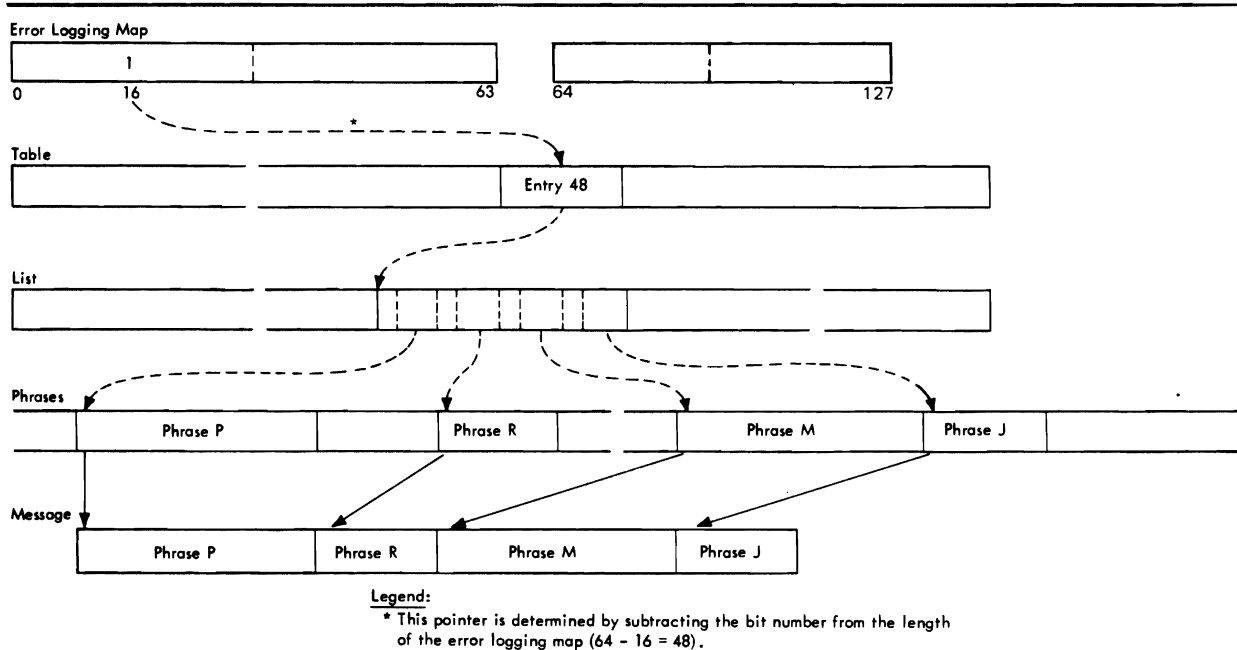 Error Logging Map
1
0 16 63 64 127
*
Table
Entry 48
List
Phrases
Phrase P Phrase R Phrase M Phrase J
Message
Phrase P Phrase R Phrase M Phrase J
Legend:
* This pointer is determined by subtracting the bit number from the length
of the error logging map (64 - 16 = 48).